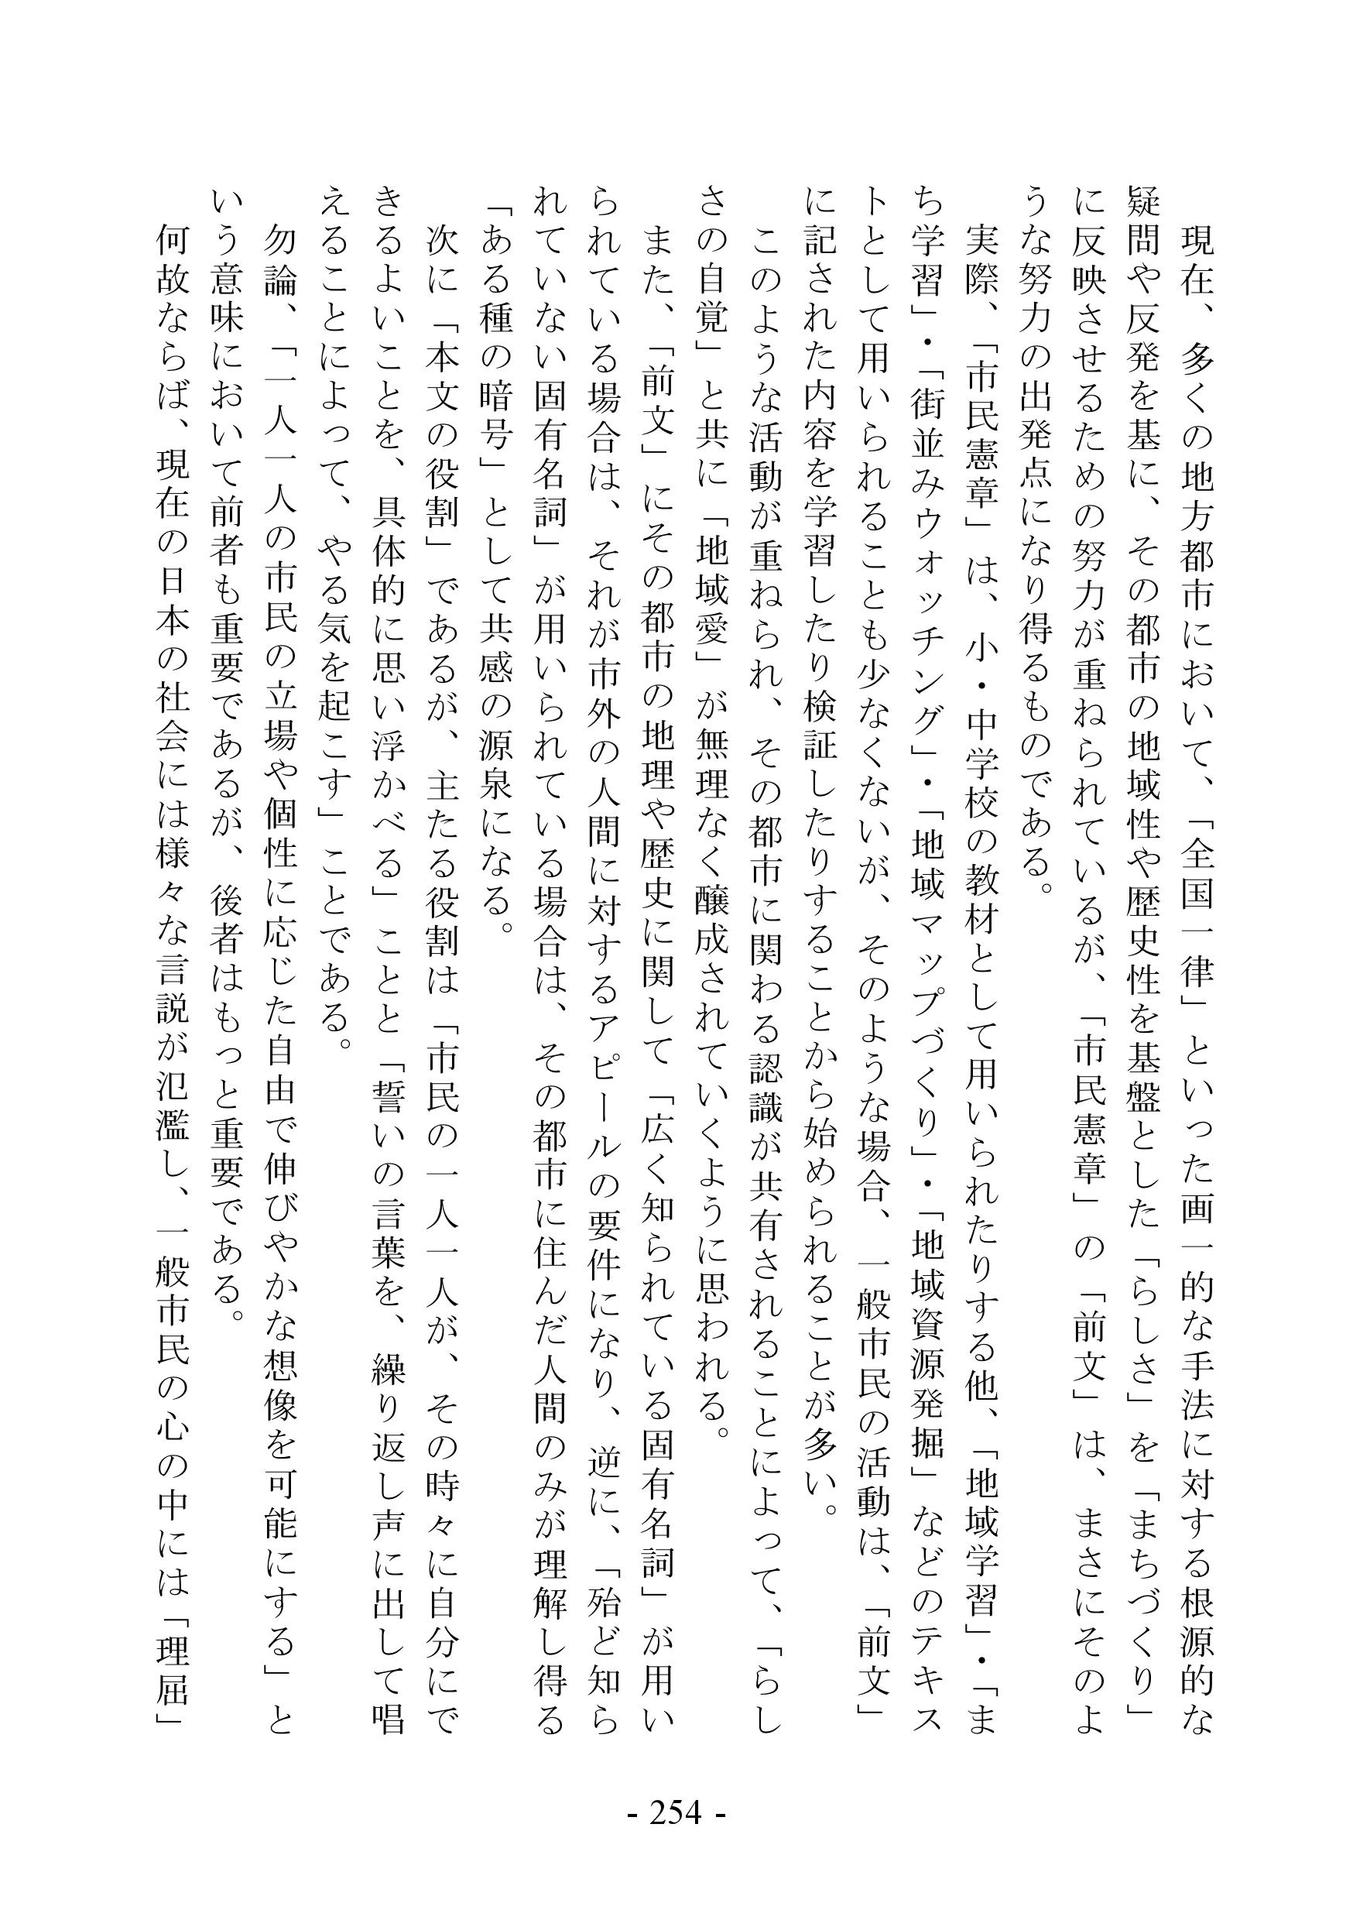 現在、多くの地方都市において、「全国一律」といった画一的な手法に対する根源的な
疑問や反発を基に、その都市の地域性や歴史性を基盤とした「らしさ」を「まちづくり」
に反映させるための努力が重ねられているが、「市民憲章」の「前文」は、まさにそのよ
うな努力の出発点になり得るものである。
実際、「市民憲章」は、小・中学校の教材として用いられたりする他、「地域学習」・「ま
ち学習」・「街並みウォッチング」・「地域マップづくり」・「地域資源発掘」などのテキス
トとして用いられることも少なくないが、そのような場合、一般市民の活動は、「前文」
に記された内容を学習したり検証したりすることから始められることが多い。
このような活動が重ねられ、その都市に関わる認識が共有されることによって、「らし
さの自覚」と共に「地域愛」が無理なく醸成されていくように思われる。
また、「前文」にその都市の地理や歴史に関して「広く知られている固有名詞」が用い
られている場合は、それが市外の人間に対するアピールの要件になり、逆に、「殆ど知ら
れていない固有名詞」が用いられている場合は、その都市に住んだ人間のみが理解し得る
「ある種の暗号」として共感の源泉になる。
次に「本文の役割」であるが、主たる役割は「市民の一人一人が、その時々に自分にで
きるよいことを、具体的に思い浮かべる」ことと「誓いの言葉を、繰り返し声に出して唱
えることによって、やる気を起こす」ことである。
勿論、「一人一人の市民の立場や個性に応じた自由で伸びやかな想像を可能にする」と
いう意味において前者も重要であるが、後者はもっと重要である。
何故ならば、現在の日本の社会には様々な言説が氾濫し、一般市民の心の中には「理屈」
- 254 -